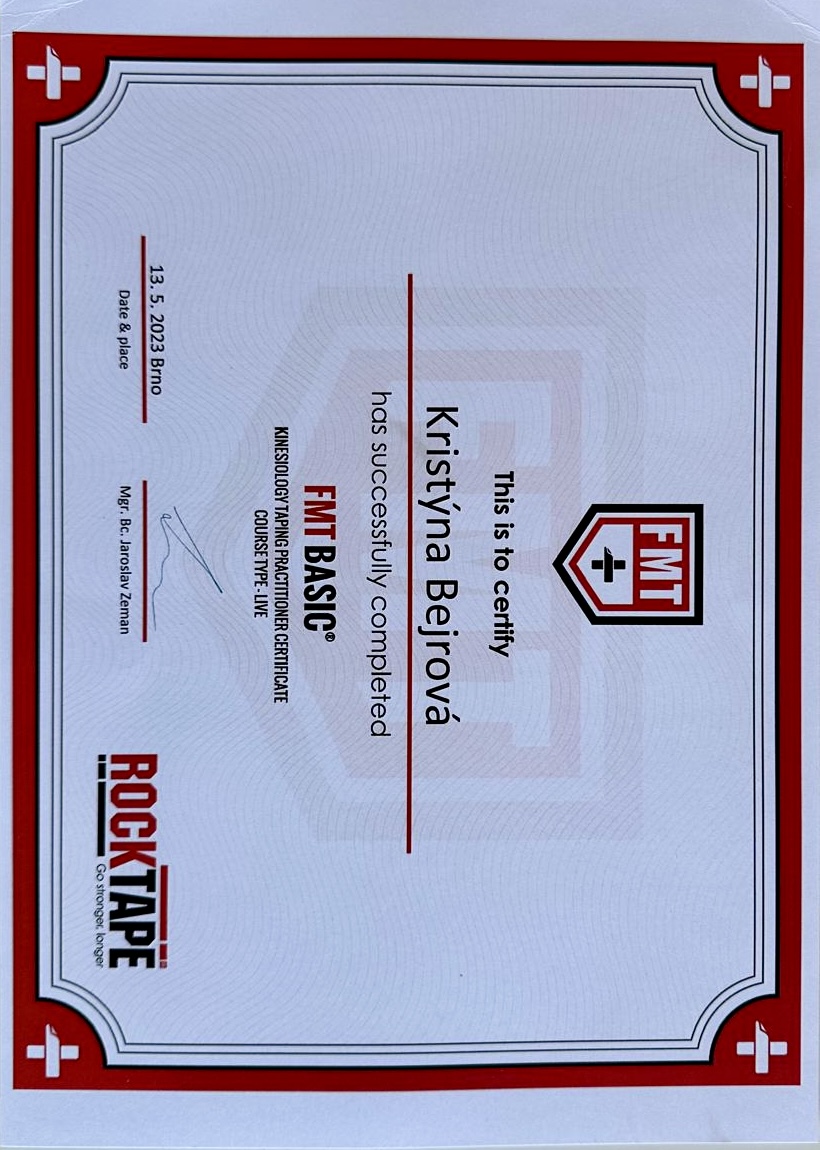 FMT
This is to certify
Kristýna Bejrová
has successfully completed
FMT BASIC®
KINESIOLOGY TAPING PRACTITIONER CERTIFICATE
COURSE TYPE - LIVE
13. 5. 2023 Brno
Date & place
Mgr. Bc. Jaroslav Zeman
ROCKTAPE
Go stronger, longer